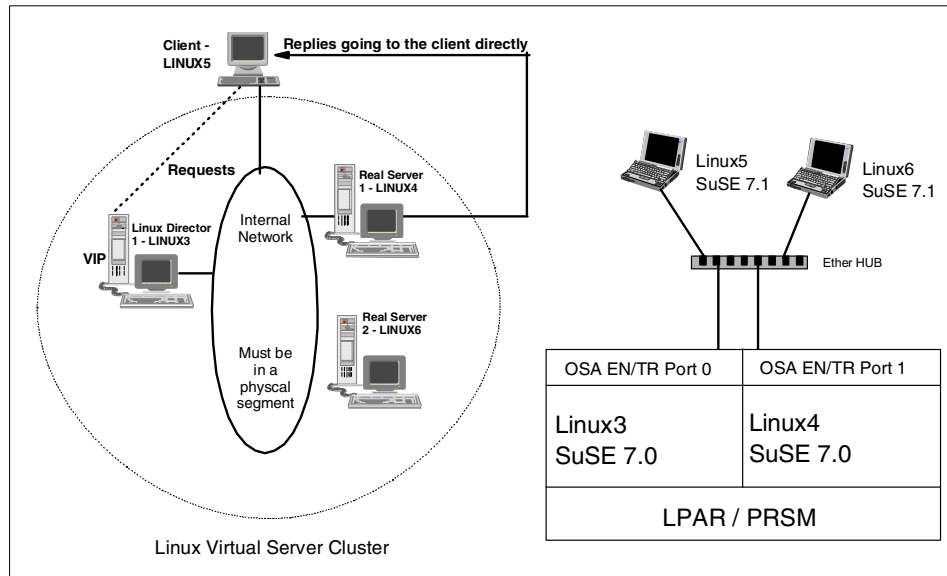 Client -
LINUX5
Replies going to the client directly
Requests
Real Server
1 - LINUX4
Linux Director
1 - LINUX3
VIP
Internal
Network
Real Server
2 - LINUX6
Must be
in a
physcal
segment
Linux Virtual Server Cluster
Linux5
SuSE 7.1
Linux6
SuSE 7.1
Ether HUB
OSA EN/TR Port 0
OSA EN/TR Port 1
Linux3
SuSE 7.0
Linux4
SuSE 7.0
LPAR / PRSM